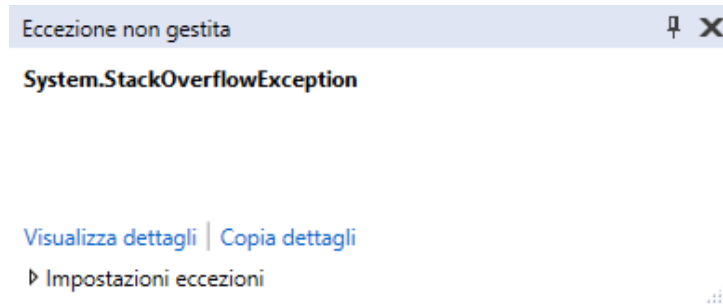 Eccezione non gestita
System.StackOverflowException
Visualizza dettagli | Copia dettagli
Impostazioni eccezioni